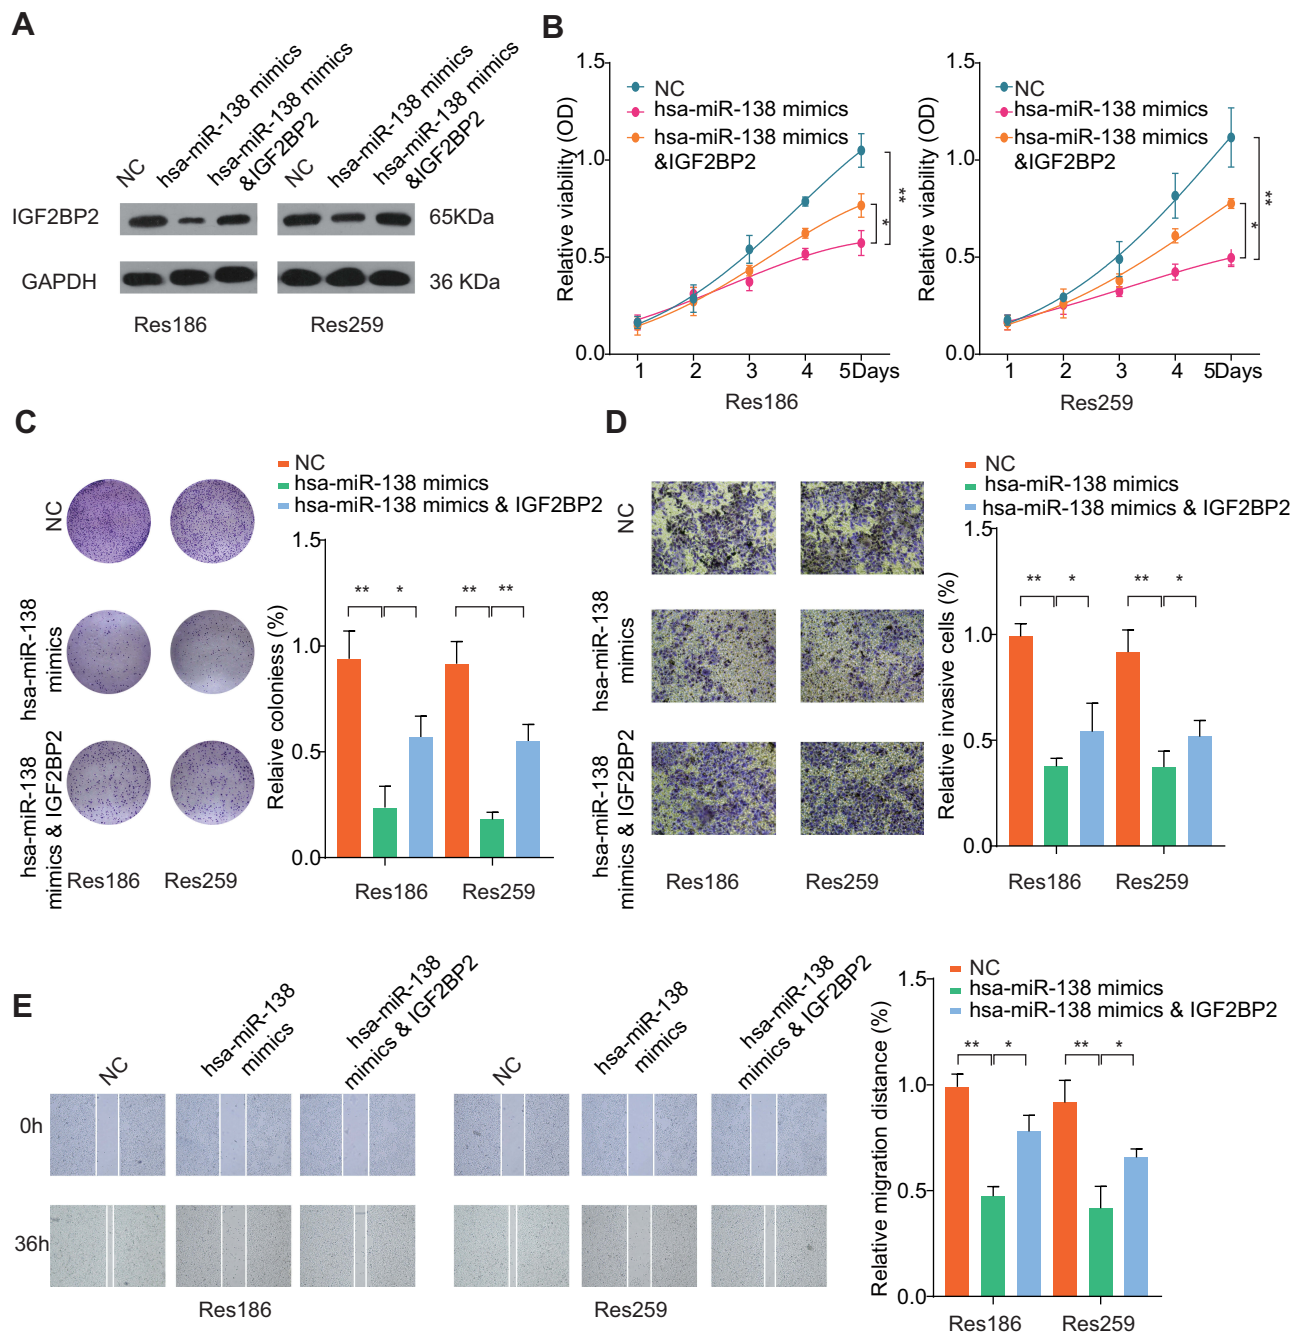 A
NC
hsa-miR-138 mimics
hsa-miR-138 mimics
&IGF2BP2
NC
hsa-miR-138 mimics
hsa-miR-138 mimics
&IGF2BP2
IGF2BP2
65KDa
GAPDH
36 KDa
Res186
Res259
B
Relative viability (OD)
1.5
1.0
0.5
0.0
NC
hsa-miR-138 mimics
hsa-miR-138 mimics
&IGF2BP2
*
**
1 2 3 4 5Days
Res186
Relative viability (OD)
1.5
1.0
0.5
0.0
NC
hsa-miR-138 mimics
hsa-miR-138 mimics
&IGF2BP2
*
**
1 2 3 4 5Days
Res259
C
NC
hsa-miR-138
mimics
hsa-miR-138
mimics & IGF2BP2
Res186
Res259
NC
hsa-miR-138 mimics
hsa-miR-138 mimics & IGF2BP2
Relaive coloniess (%)
1.5
1.0
0.5
0.0
** * ** **
Res186
Res259
D
NC
hsa-miR-138
mimics
hsa-miR-138
mimics & IGF2BP2
Res186
Res259
NC
hsa-miR-138 mimics
hsa-miR-138 mimics & IGF2BP2
Relative invasive cells (%)
1.5
1.0
0.5
0.0
** * ** *
Res186
Res259
E
NC
hsa-miR-138
mimics
hsa-miR-138
mimics & IGF2BP2
NC
hsa-miR-138
mimics
hsa-miR-138
mimics & IGF2BP2
0h
36h
Res186
Res259
NC
hsa-miR-138 mimics
hsa-miR-138 mimics & IGF2BP2
Relative migration distance (%)
1.5
1.0
0.5
0.0
** * ** *
Res186
Res259